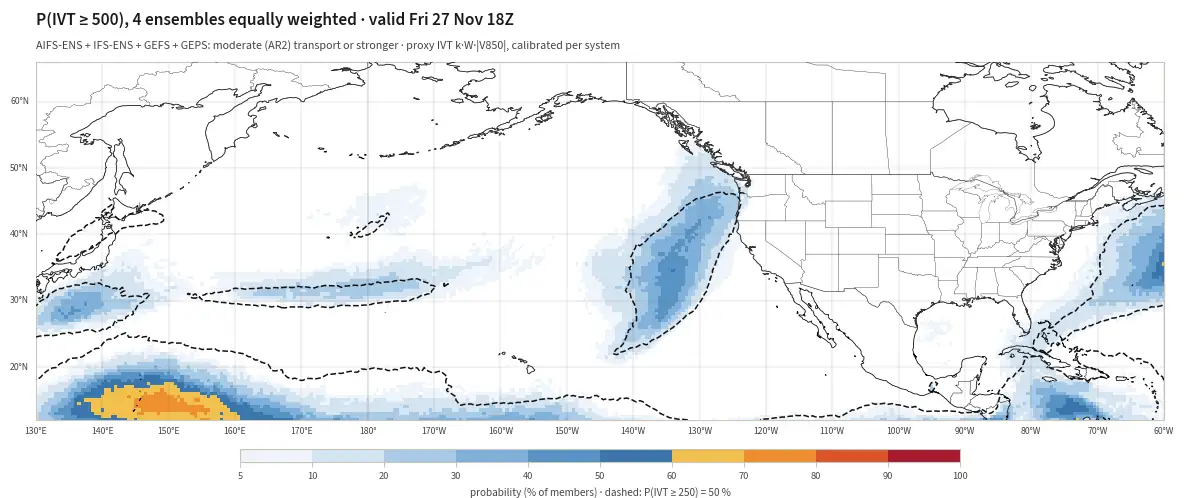 P(IVT ≥ 500), 4 ensembles equally weighted · valid Fri 27 Nov 18Z
AIFS-ENS + IFS-ENS + GEFS + GEPS: moderate (AR2) transport or stronger · proxy IVT k·W·|V850|, calibrated per system
60°N
50°N
40°N
30°N
20°N
130°E 140°E 150°E 160°E 170°E 180° 170°W 160°W 150°W 140°W 130°W 120°W 110°W 100°W 90°W 80°W 70°W 60°W
5 10 20 30 40 50 60 70 80 90 100
probability (% of members) · dashed: P(IVT ≥ 250) = 50 %